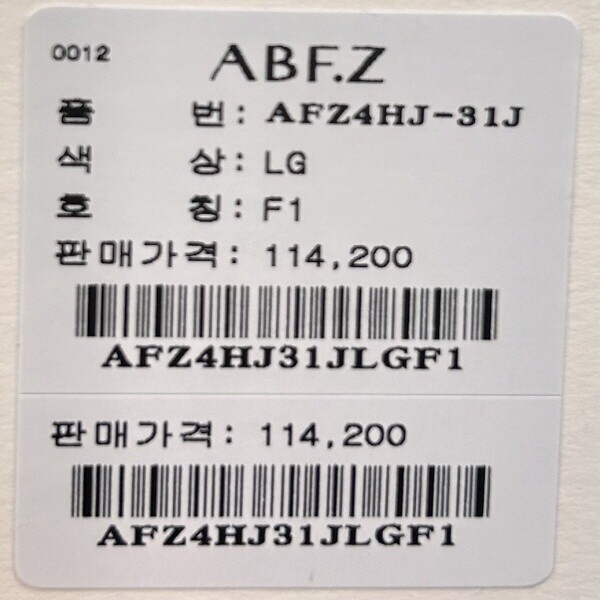 0012 ABF.Z
품 번: AFZ4HJ-31J
색 상: LG
호 칭: F1
판매가격: 114,200
AFZ4HJ31JLGF1
판매가격: 114,200
AFZ4HJ31JLGF1